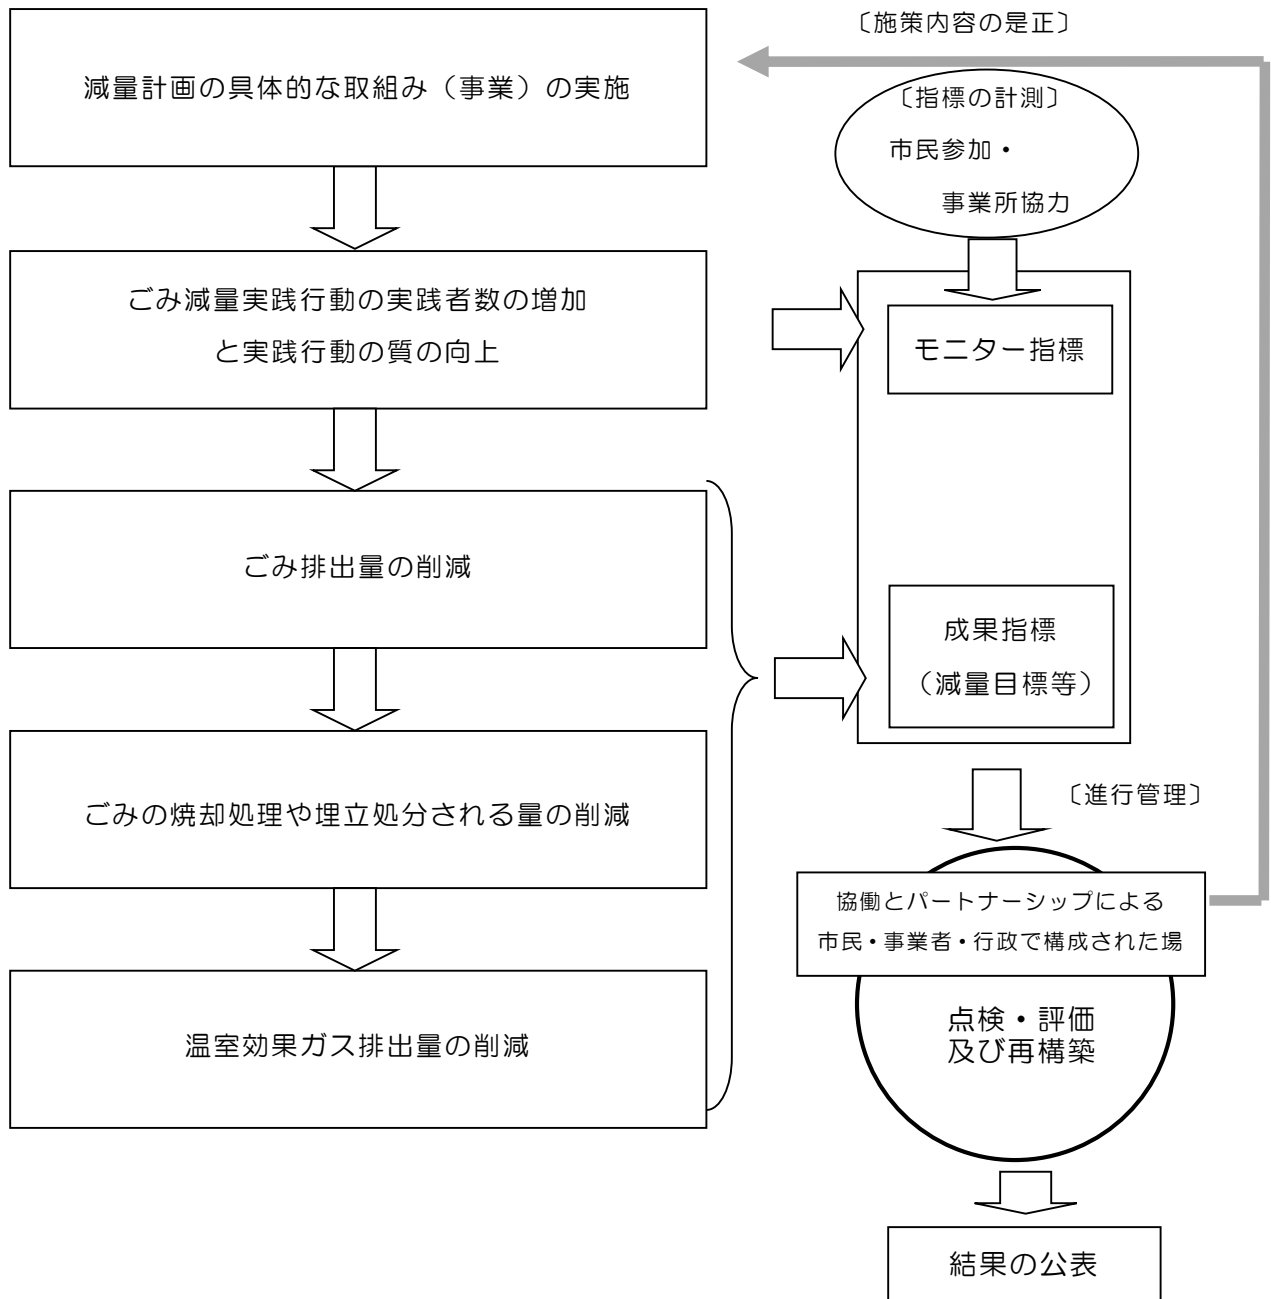 減量計画の具体的な取組み（事業）の実施
ごみ減量実践行動の実践者数の増加
と実践行動の質の向上
ごみ排出量の削減
ごみの焼却処理や埋立処分される量の削減
温室効果ガス排出量の削減
〔施策内容の是正〕
〔指標の計測〕
市民参加・
事業所協力
モニター指標
成果指標
（減量目標等）
〔進行管理〕
協働とパートナーシップによる
市民・事業者・行政で構成された場
点検・評価
及び再構築
結果の公表